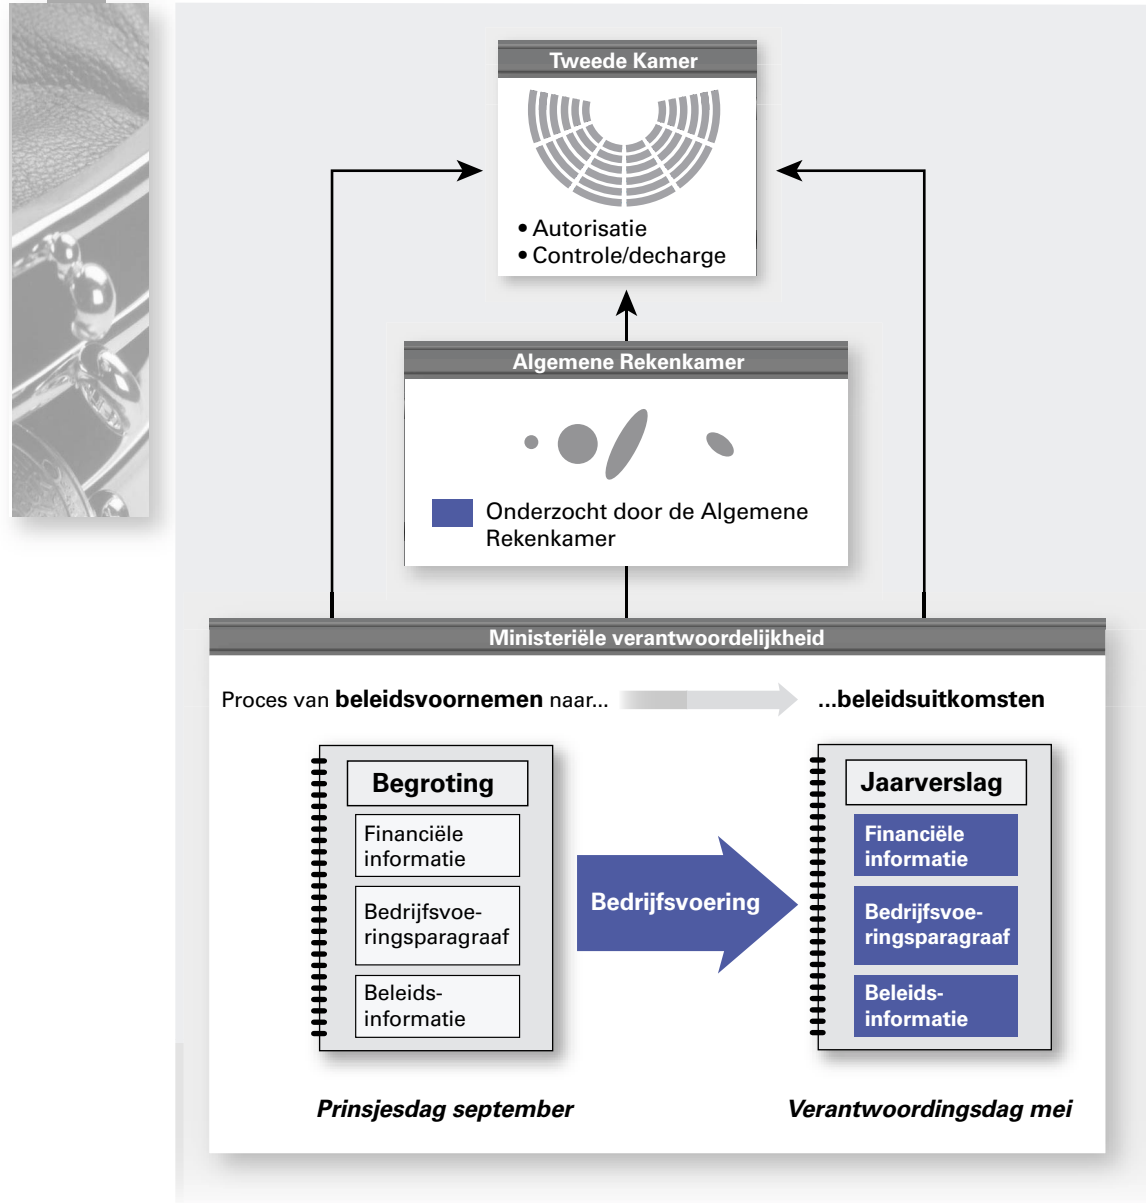 Tweede Kamer
• Autorisatie
• Controle/decharge
Algemene Rekenkamer
Onderzocht door de Algemene
Rekenkamer
Ministeriële verantwoordelijkheid
Proces van beleidsvoornemen naar...
...beleidsuitkomsten
Begroting
Financiële
informatie
Bedrijfsvoe-
ringsparagraaf
Beleids-
informatie
Bedrijfsvoering
Jaarverslag
Financiële
informatie
Bedrijfsvoe-
ringsparagraaf
Beleids-
informatie
Prinsjesdag september
Verantwoordingsdag mei